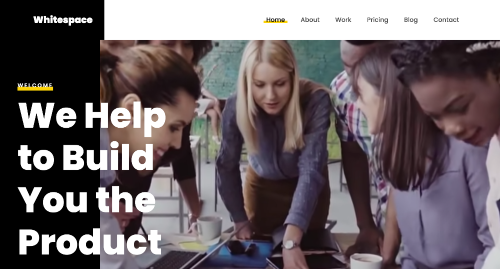 Whitespace
Home About Work Pricing Blog Contact
WELCOME
We Help
to Build
You the
Product